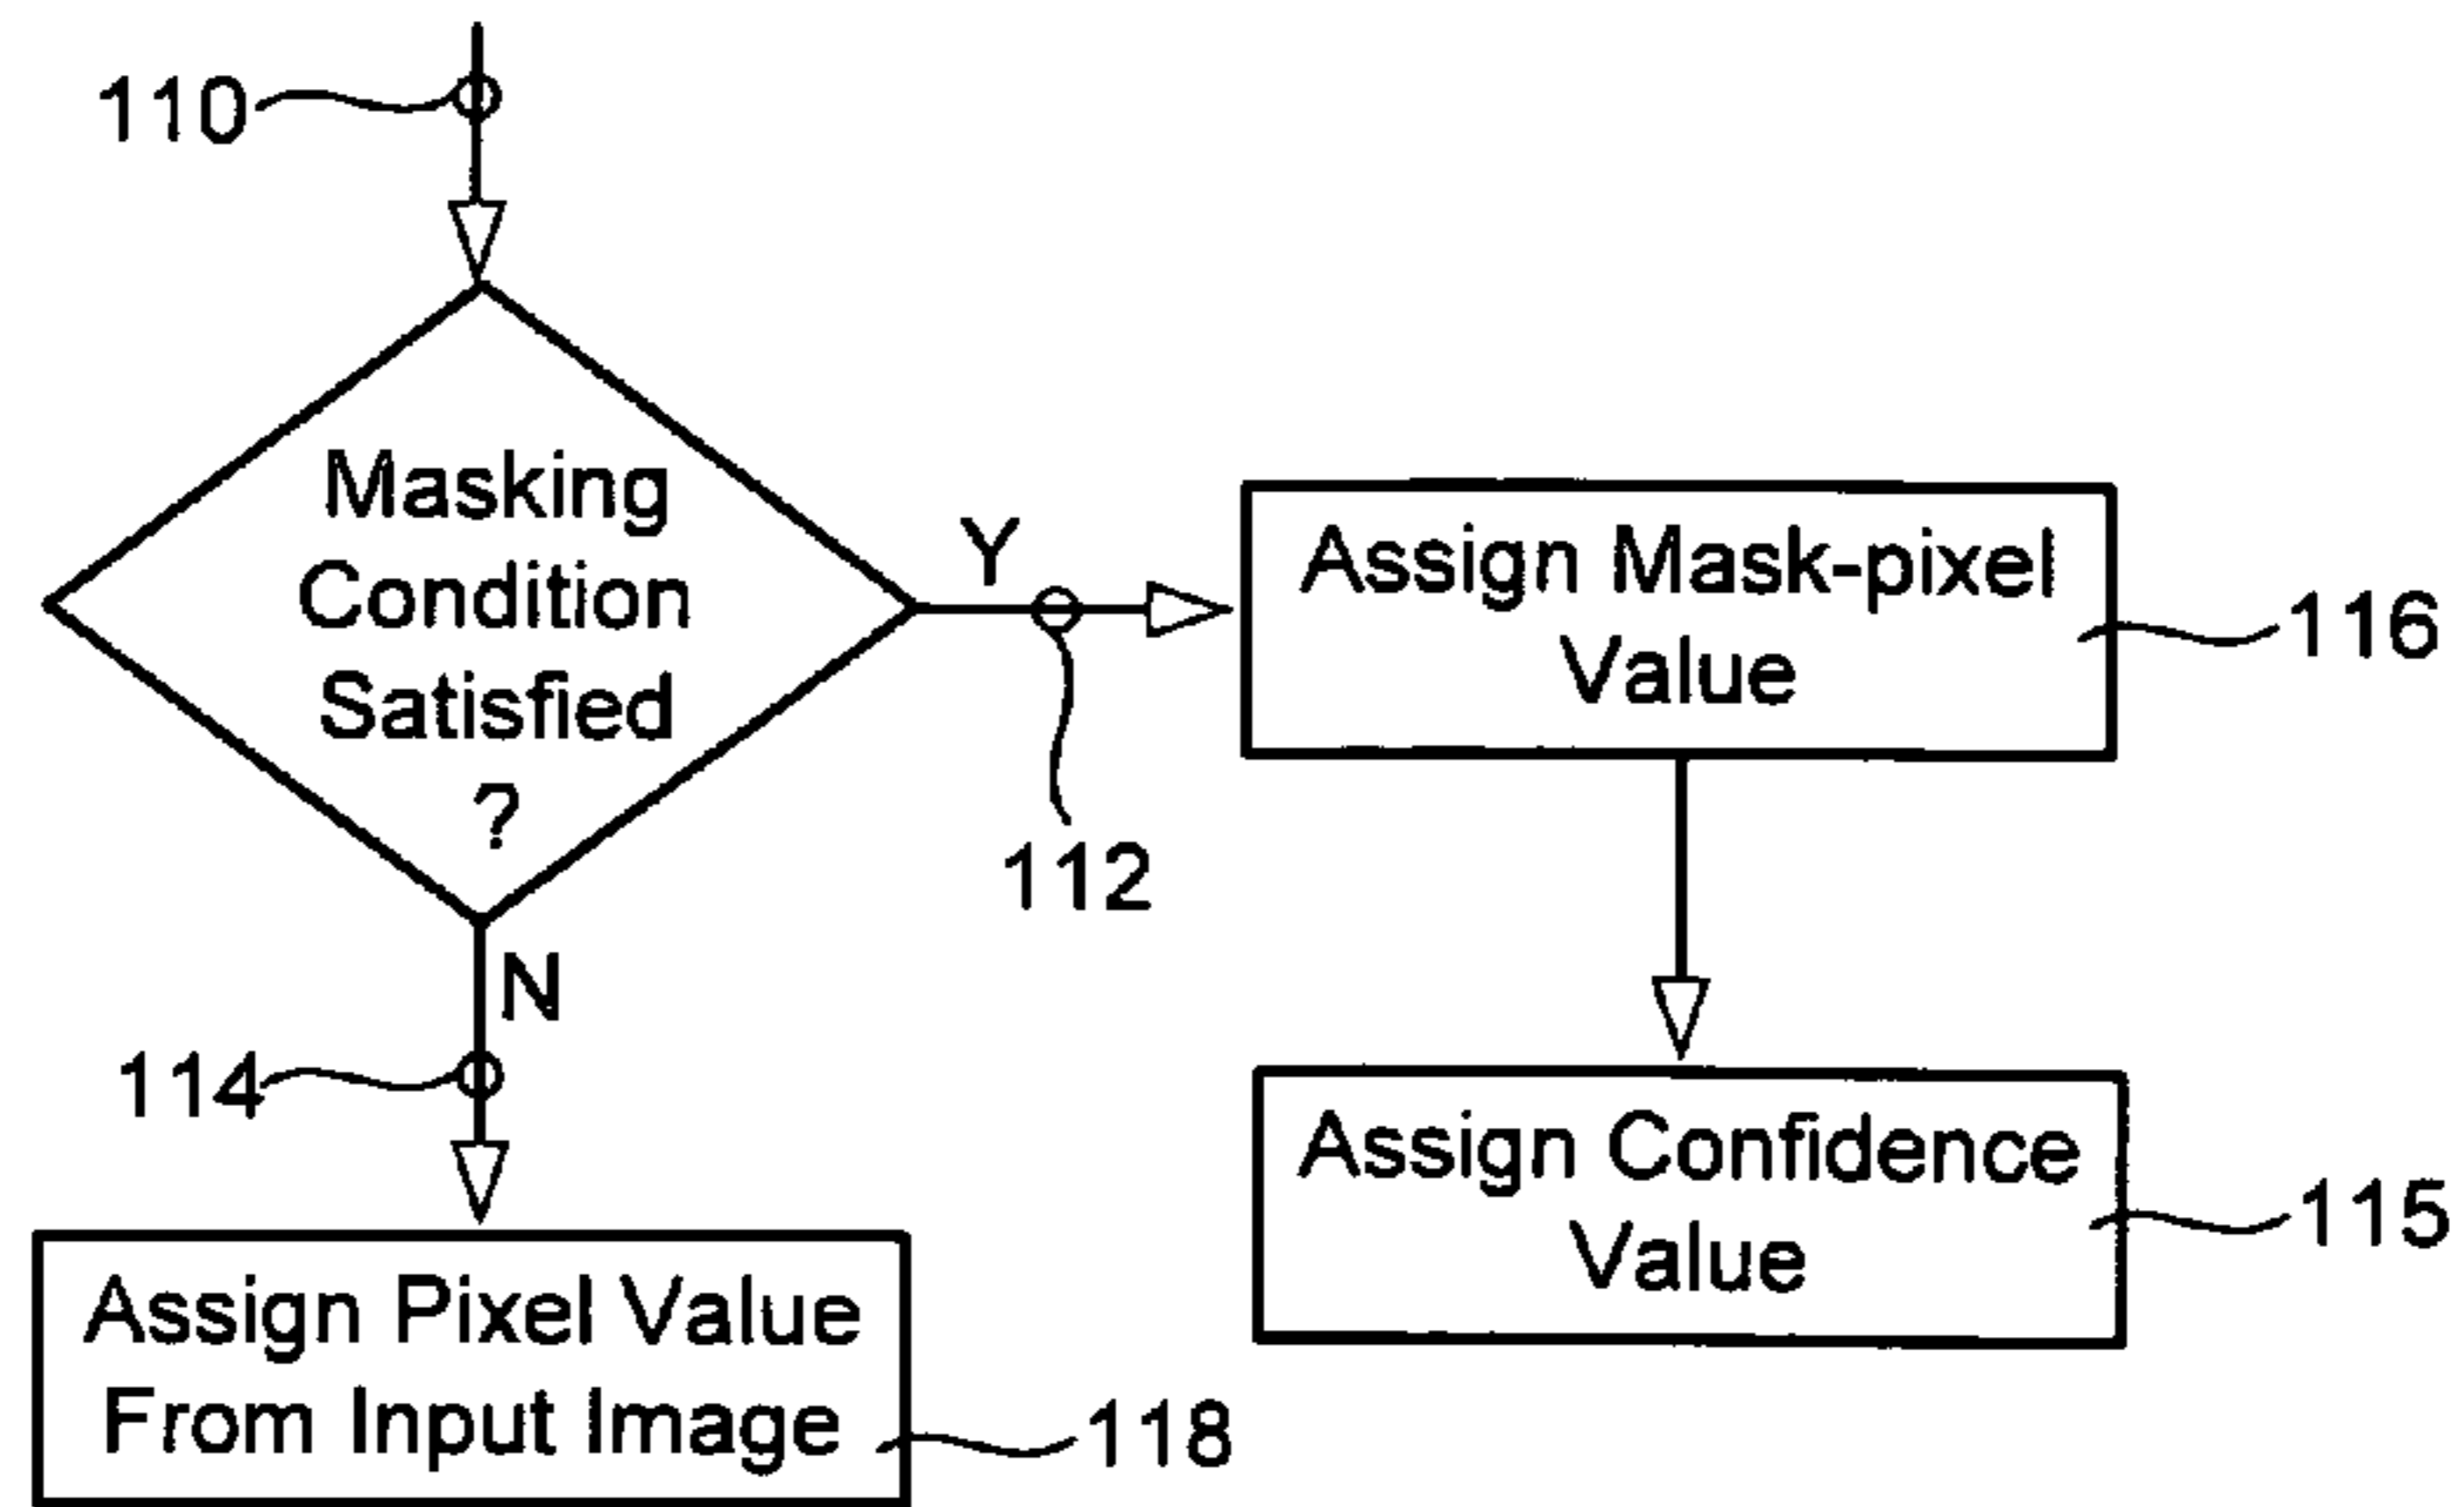 110
Masking
Condition
Satisfied
?
Y
112
Assign Mask-pixel
Value
116
N
114
Assign Confidence
Value
115
Assign Pixel Value
From Input Image
118